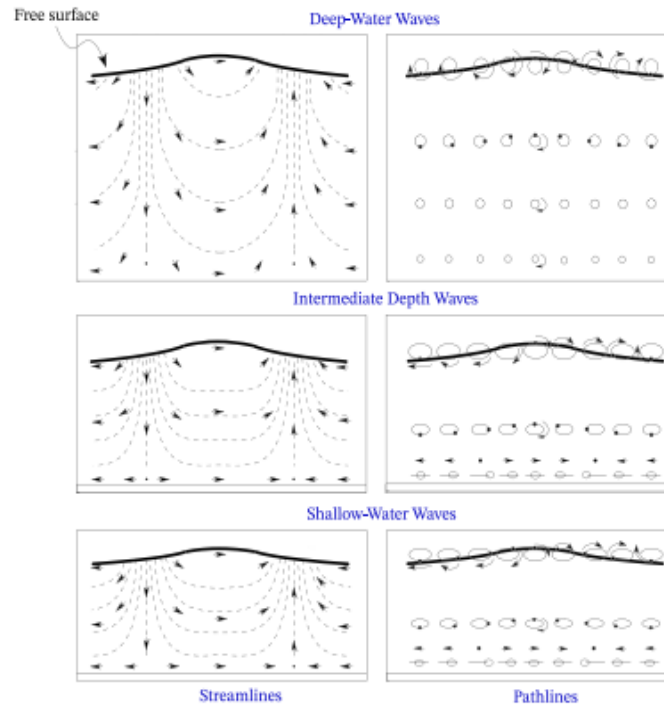 Free surface
Deep-Water Waves
Intermediate Depth Waves
Shallow-Water Waves
Streamlines
Pathlines